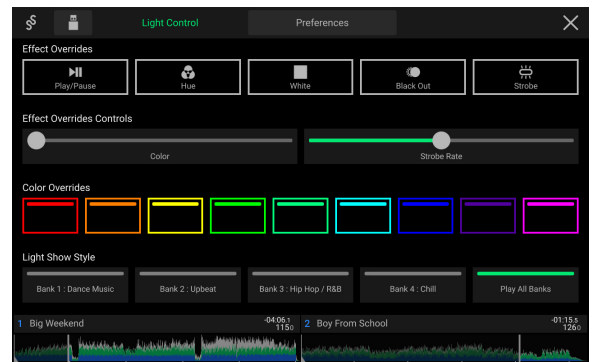 Light Control
Preferences
Effect Overrides
Play/Pause
Hue
White
Black Out
Strobe
Effect Overrides Controls
Color
Strobe Rate
Color Overrides
Light Show Style
Bank 1 : Dance Music
Bank 2 : Upbeat
Bank 3 : Hip Hop / R&B
Bank 4 : Chill
Play All Banks
1 Big Weekend
-04:06.1
115.0
2 Boy From School
-01:15.5
126.0